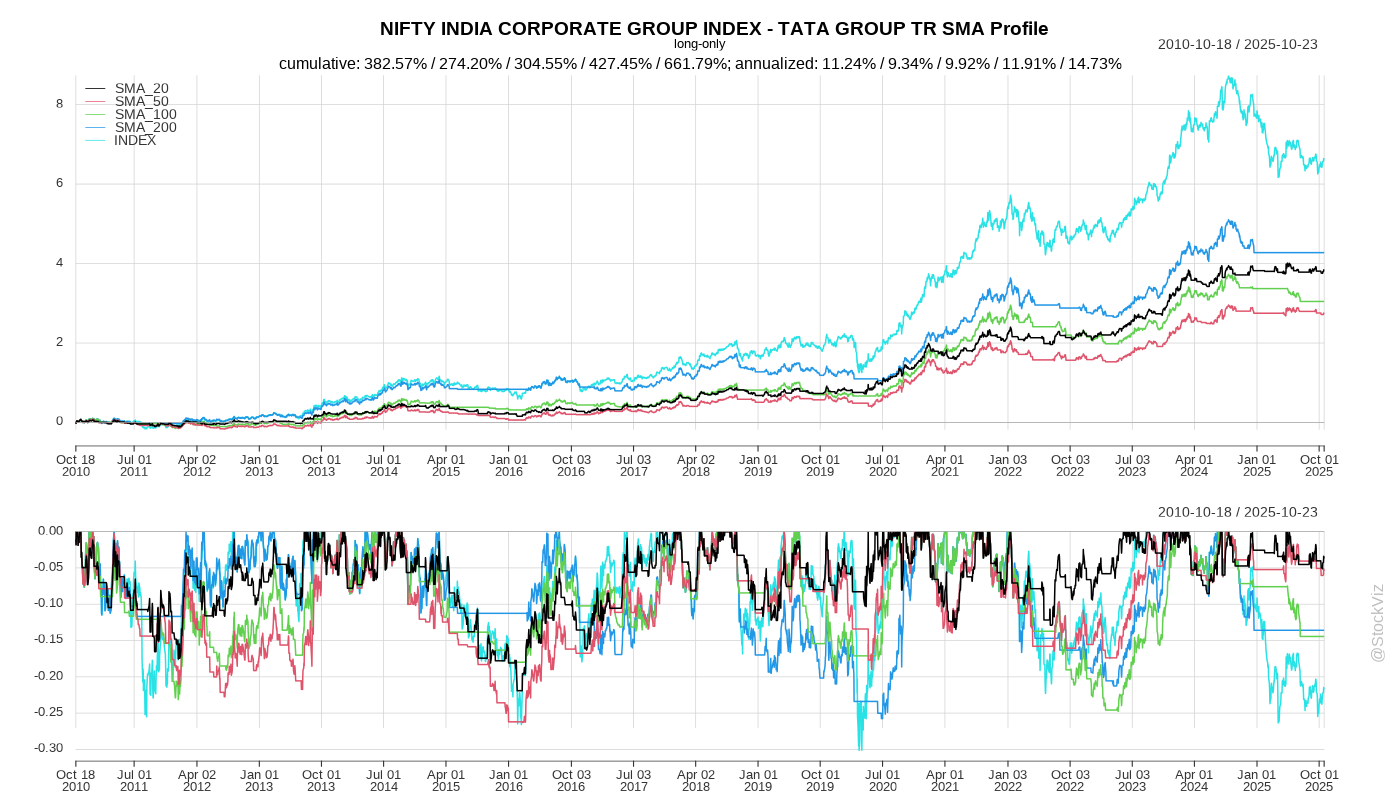 NIFTY INDIA CORPORATE GROUP INDEX - TATA GROUP TR SMA Profile
long-only
2010-10-18 / 2025-10-23
cumulative: 382.57% / 274.20% / 304.55% / 427.45% / 661.79%; annualized: 11.24% / 9.34% / 9.92% / 11.91% / 14.73%
SMA_20
SMA_50
SMA_100
SMA_200
INDEX
8
6
4
2
0
Oct 18 Jul 01 Apr 02 Jan 01 Oct 01 Jul 01 Apr 01 Jan 01 Oct 03 Jul 03 Apr 02 Jan 01 Oct 01 Jul 01 Apr 01 Jan 03 Oct 03 Jul 03 Apr 01 Jan 01 Oct 01
2010 2011 2012 2013 2013 2014 2015 2016 2016 2017 2018 2019 2019 2020 2021 2022 2022 2023 2024 2025 2025
2010-10-18 / 2025-10-23
0.00
-0.05
-0.10
-0.15
-0.20
-0.25
-0.30
Oct 18 Jul 01 Apr 02 Jan 01 Oct 01 Jul 01 Apr 01 Jan 01 Oct 03 Jul 03 Apr 02 Jan 01 Oct 01 Jul 01 Apr 01 Jan 03 Oct 03 Jul 03 Apr 01 Jan 01 Oct 01
2010 2011 2012 2013 2013 2014 2015 2016 2016 2017 2018 2019 2019 2020 2021 2022 2022 2023 2024 2025 2025
@StockViz